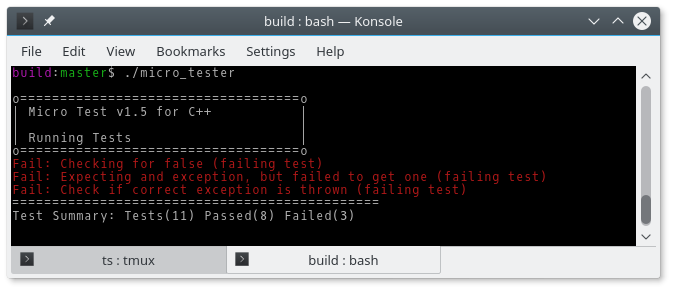 build : bash — Konsole
File Edit View Bookmarks Settings Help
build:master$ ./micro_tester
o===================================o
| Micro Test v1.5 for C++ |
| Running Tests |
o===================================o
Fail: Checking for false (failing test)
Fail: Expecting and exception, but failed to get one (failing test)
Fail: Check if correct exception is thrown (failing test)
==============================================
Test Summary: Tests(11) Passed(8) Failed(3)
ts : tmux build : bash